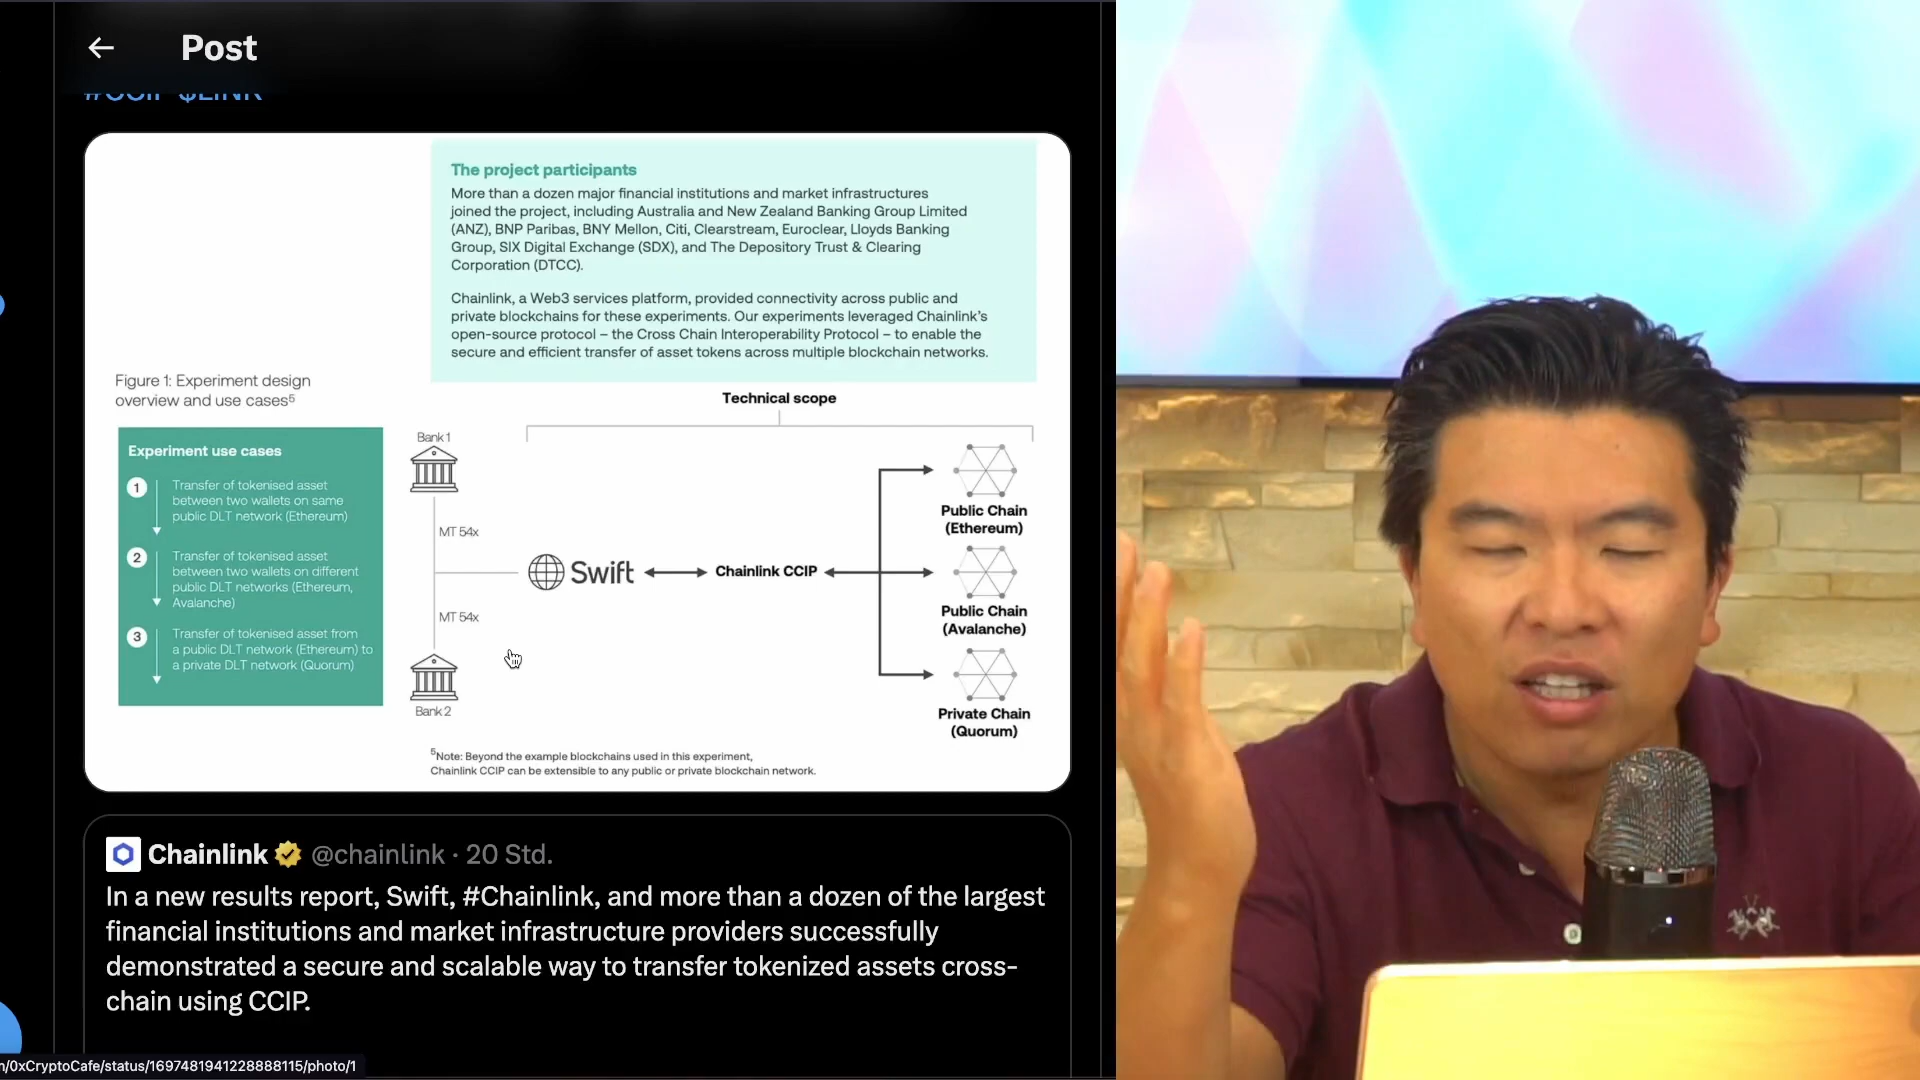 Post
#CCIP $LINK
The project participants
More than a dozen major financial institutions and market infrastructures
joined the project, including Australia and New Zealand Banking Group Limited
(ANZ), BNP Paribas, BNY Mellon, Citi, Clearstream, Euroclear, Lloyds Banking
Group, SIX Digital Exchange (SDX), and The Depository Trust & Clearing
Corporation (DTCC).
Chainlink, a Web3 services platform, provided connectivity across public and
private blockchains for these experiments. Our experiments leveraged Chainlink's
open-source protocol – the Cross Chain Interoperability Protocol – to enable the
secure and efficient transfer of asset tokens across multiple blockchain networks.
Figure 1: Experiment design
overview and use cases⁵
Experiment use cases
1
Transfer of tokenised asset
between two wallets on same
public DLT network (Ethereum)
2
Transfer of tokenised asset
between two wallets on different
public DLT networks (Ethereum,
Avalanche)
3
Transfer of tokenised asset from
a public DLT network (Ethereum) to
a private DLT network (Quorum)
Technical scope
Bank 1
MT 54x
Swift
Chainlink CCIP
MT 54x
Bank 2
Public Chain
(Ethereum)
Public Chain
(Avalanche)
Private Chain
(Quorum)
⁵Note: Beyond the example blockchains used in this experiment,
Chainlink CCIP can be extensible to any public or private blockchain network.
Chainlink @chainlink · 20 Std.
In a new results report, Swift, #Chainlink, and more than a dozen of the largest
financial institutions and market infrastructure providers successfully
demonstrated a secure and scalable way to transfer tokenized assets cross-
chain using CCIP.
n/0xCryptoCafe/status/1697481941228888115/photo/1